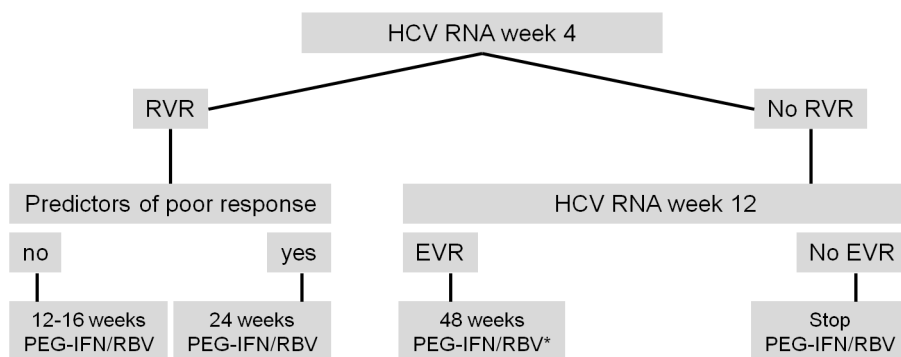 HCV RNA week 4
RVR
No RVR
Predictors of poor response
HCV RNA week 12
no
yes
EVR
No EVR
12-16 weeks
PEG-IFN/RBV
24 weeks
PEG-IFN/RBV
48 weeks
PEG-IFN/RBV*
Stop
PEG-IFN/RBV